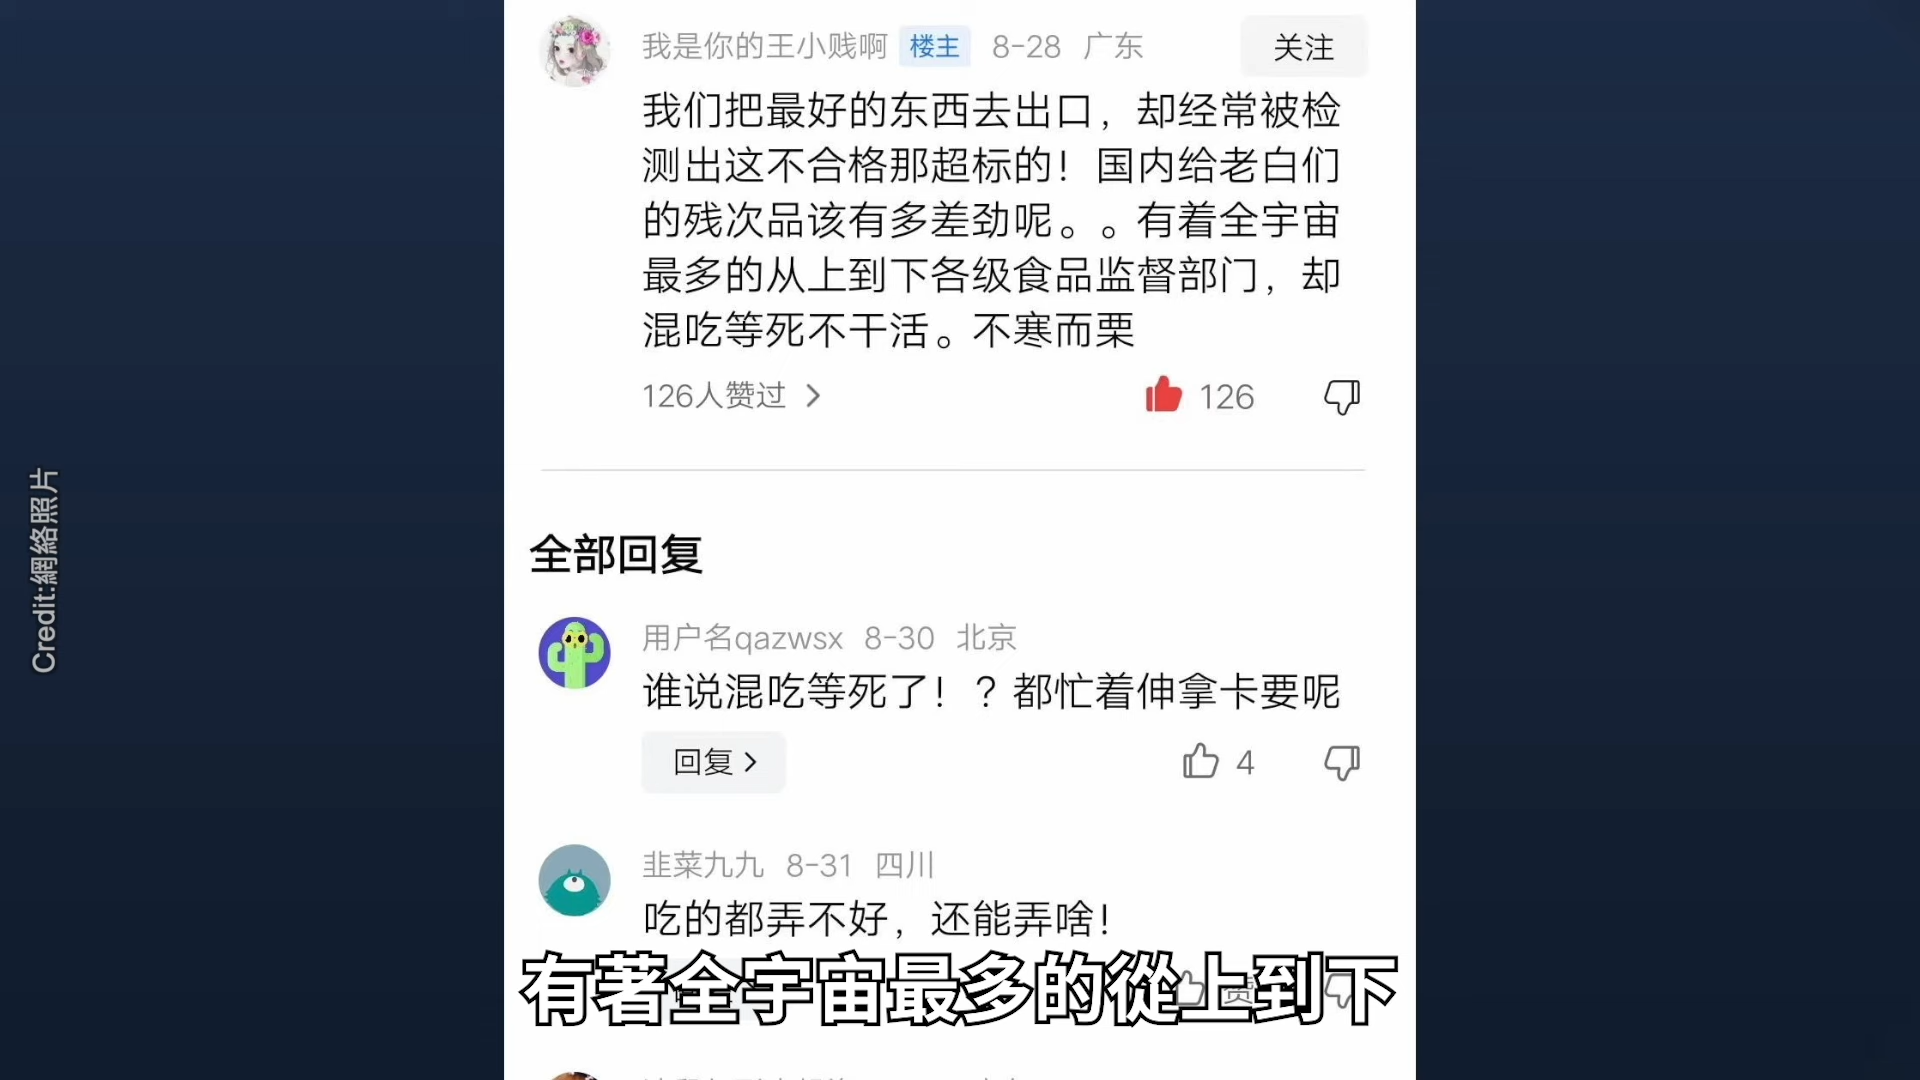 我是你的王小贱啊 楼主 8-28 广东 关注
我们把最好的东西去出口，却经常被检
测出这不合格那超标的！国内给老白们
的残次品该有多差劲呢。。有着全宇宙
最多的从上到下各级食品监督部门，却
混吃等死不干活。不寒而栗
126人赞过 126
全部回复
用户名qazwsx 8-30 北京
谁说混吃等死了！？都忙着伸拿卡要呢
回复 4
韭菜九九 8-31 四川
吃的都弄不好，还能弄啥！
有著全宇宙最多的從上到下
Credit:網絡照片